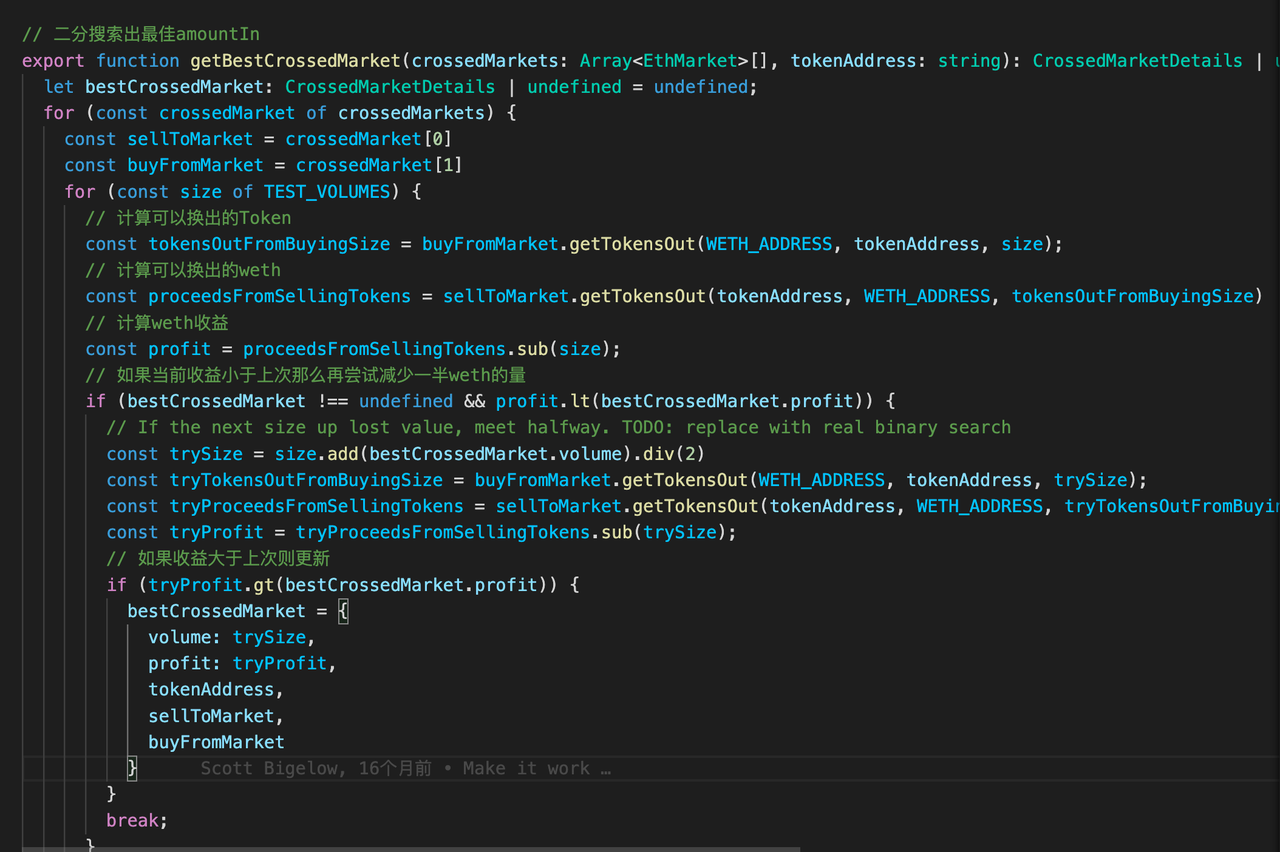 // 二分搜索出最佳amountIn
export function getBestCrossedMarket(crossedMarkets: Array<EthMarket>[], tokenAddress: string): CrossedMarketDetails | u
let bestCrossedMarket: CrossedMarketDetails | undefined = undefined;
for (const crossedMarket of crossedMarkets) {
const sellToMarket = crossedMarket[0]
const buyFromMarket = crossedMarket[1]
for (const size of TEST_VOLUMES) {
// 计算可以换出的Token
const tokensOutFromBuyingSize = buyFromMarket.getTokensOut(WETH_ADDRESS, tokenAddress, size);
// 计算可以换出的weth
const proceedsFromSellingTokens = sellToMarket.getTokensOut(tokenAddress, WETH_ADDRESS, tokensOutFromBuyingSize)
// 计算weth收益
const profit = proceedsFromSellingTokens.sub(size);
// 如果当前收益小于上次那么再尝试减少一半weth的量
if (bestCrossedMarket !== undefined && profit.lt(bestCrossedMarket.profit)) {
// If the next size up lost value, meet halfway. TODO: replace with real binary search
const trySize = size.add(bestCrossedMarket.volume).div(2)
const tryTokensOutFromBuyingSize = buyFromMarket.getTokensOut(WETH_ADDRESS, tokenAddress, trySize);
const tryProceedsFromSellingTokens = sellToMarket.getTokensOut(tokenAddress, WETH_ADDRESS, tryTokensOutFromBuyin
const tryProfit = tryProceedsFromSellingTokens.sub(trySize);
// 如果收益大于上次则更新
if (tryProfit.gt(bestCrossedMarket.profit)) {
bestCrossedMarket = {
volume: trySize,
profit: tryProfit,
tokenAddress,
sellToMarket,
buyFromMarket
} Scott Bigelow, 16个月前 • Make it work …
}
break;
}